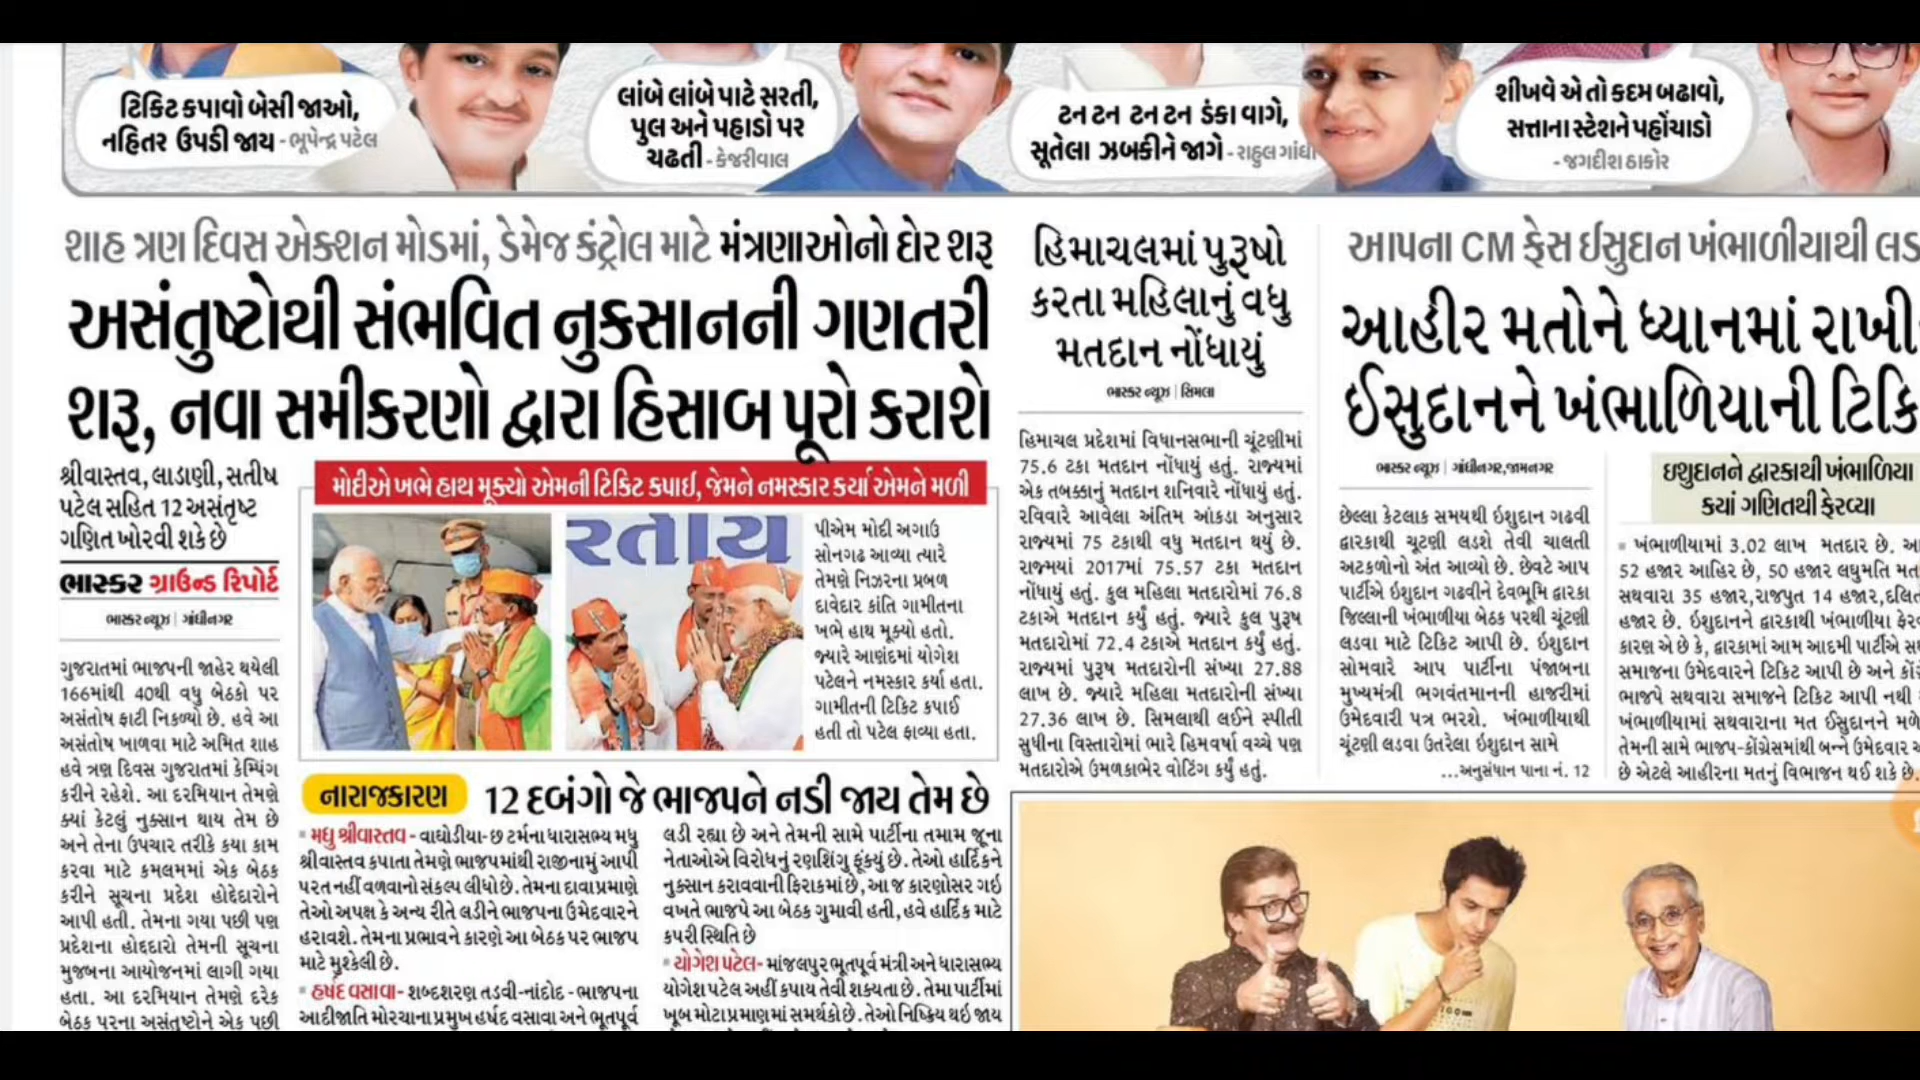 ટિકિટ કપાવો બેસી જાઓ,
નહિતર ઉપડી જાય - ભૂપેન્દ્ર પટેલ
લાંબે લાંબે પાટે સરતી,
પુલ અને પહાડો પર
ચઢતી - કેજરીવાલ
ટન ટન ટન ટન ડંકા વાગે,
સૂતેલા ઝબકીને જાગે - રાહુલ ગાંધી
શીખવે એ તો કદમ બઢાવો,
સત્તાના સ્ટેશને પહોંચાડો
- જગદીશ ઠાકોર
શાહ ત્રણ દિવસ એક્શન મોડમાં, ડેમેજ કંટ્રોલ માટે મંત્રણાઓનો દોર શરૂ
અસંતુષ્ટોથી સંભવિત નુકસાનની ગણતરી
શરૂ, નવા સમીકરણો દ્વારા હિસાબ પૂરો કરાશે
શ્રીવાસ્તવ, લાડાણી, સતીષ
પટેલ સહિત 12 અસંતૃષ્ટ
ગણિત ખોરવી શકે છે
ભાસ્કર ગ્રાઉન્ડ રિપોર્ટ
ભાસ્કર ન્યૂઝ | ગાંધીનગર
ગુજરાતમાં ભાજપની જાહેર થયેલી
166માંથી 40થી વધુ બેઠકો પર
અસંતોષ ફાટી નિકળ્યો છે. હવે આ
અસંતોષ ખાળવા માટે અમિત શાહ
હવે ત્રણ દિવસ ગુજરાતમાં કેમ્પિંગ
કરીને રહેશે. આ દરમિયાન તેમણે
ક્યાં કેટલું નુક્સાન થાય તેમ છે
અને તેના ઉપચાર તરીકે કયા કામ
કરવા માટે કમલમમાં એક બેઠક
કરીને સૂચના પ્રદેશ હોદ્દેદારોને
આપી હતી. તેમના ગયા પછી પણ
પ્રદેશના હોદ્દદારો તેમની સૂચના
મુજબના આયોજનમાં લાગી ગયા
હતા. આ દરમિયાન તેમણે દરેક
બેઠક પરના અસંતષ્ટોને એક પછી
મોદીએ ખભે હાથ મૂક્યો એમની ટિકિટ કપાઈ, જેમને નમસ્કાર કર્યા એમને મળી
રતીય
પીએમ મોદી અગાઉ
સોનગઢ આવ્યા ત્યારે
તેમણે નિઝરના પ્રબળ
દાવેદાર કાંતિ ગામીતના
ખભે હાથ મૂક્યો હતો.
જ્યારે આણંદમાં યોગેશ
પટેલને નમસ્કાર કર્યા હતા.
ગામીતની ટિકિટ કપાઈ
હતી તો પટેલ ફાવ્યા હતા.
નારાજકારણ 12 દબંગો જે ભાજપને નડી જાય તેમ છે
મધુ શ્રીવાસ્તવ - વાઘોડીયા- છ ટર્મના ધારાસભ્ય મધુ
શ્રીવાસ્તવ કપાતા તેમણે ભાજપમાંથી રાજીનામું આપી
પરત નહીં વળવાનો સંકલ્પ લીધો છે. તેમના દાવા પ્રમાણે
તેઓ અપક્ષ કે અન્ય રીતે લડીને ભાજપના ઉમેદવારને
હરાવશે. તેમના પ્રભાવને કારણે આ બેઠક પર ભાજપ
માટે મુશ્કેલી છે.
હર્ષદ વસાવા- શબ્દશરણ તડવી-નાંદોદ - ભાજપના
આદીજાતિ મોરચાના પ્રમુખ હર્ષદ વસાવા અને ભૂતપૂર્વ
લડી રહ્યા છે અને તેમની સામે પાર્ટીના તમામ જૂના
નેતાઓએ વિરોધનું રણશિંગુ ફૂંક્યું છે. તેઓ હાર્દિકને
નુક્સાન કરાવવાની ફિરાકમાં છે, આ જ કારણોસર ગઇ
વખતે ભાજપે આ બેઠક ગુમાવી હતી, હવે હાર્દિક માટે
કપરી સ્થિતિ છે
યોગેશ પટેલ- માંજલપુર ભૂતપૂર્વ મંત્રી અને ધારાસભ્ય
યોગેશ પટેલ અહીં કપાય તેવી શક્યતા છે. તેમા પાર્ટીમાં
ખૂબ મોટા પ્રમાણમાં સમર્થકો છે. તેઓ નિષ્ક્રિય થઇ જાય
હિમાચલમાં પુરૂષો
કરતા મહિલાનું વધુ
મતદાન નોંધાયું
ભાસ્કર ન્યૂઝ | સિમલા
હિમાચલ પ્રદેશમાં વિધાનસભાની ચૂંટણીમાં
75.6 ટકા મતદાન નોંધાયું હતું. રાજ્યમાં
એક તબક્કાનું મતદાન શનિવારે નોંધાયું હતું.
રવિવારે આવેલા અંતિમ આંકડા અનુસાર
રાજ્યમાં 75 ટકાથી વધુ મતદાન થયું છે.
રાજ્મયાં 2017માં 75.57 ટકા મતદાન
નોંધાયું હતું. કુલ મહિલા મતદારોમાં 76.8
ટકાએ મતદાન કર્યું હતું. જ્યારે કુલ પુરૂષ
મતદારોમાં 72.4 ટકાએ મતદાન કર્યું હતું.
રાજ્યમાં પુરૂષ મતદારોની સંખ્યા 27.88
લાખ છે. જ્યારે મહિલા મતદારોની સંખ્યા
27.36 લાખ છે. સિમલાથી લઈને સ્પીતી
સુધીના વિસ્તારોમાં ભારે હિમવર્ષા વચ્ચે પણ
મતદારોએ ઉમળકાભેર વોટિંગ કર્યું હતું.
આપના CM ફેસ ઈસુદાન ખંભાળીયાથી લડ
આહીર મતોને ધ્યાનમાં રાખી
ઈસુદાનને ખંભાળિયાની ટિકિ
ભાસ્કર ન્યૂઝ | ગાંધીનગર,જામનગર
છેલ્લા કેટલાક સમયથી ઇશુદાન ગઢવી
દ્વારકાથી ચૂટણી લડશે તેવી ચાલતી
અટકળોનો અંત આવ્યો છે. છેવટે આપ
પાર્ટીએ ઇશુદાન ગઢવીને દેવભૂમિ દ્વારકા
જિલ્લાની ખંભાળીયા બેઠક પરથી ચૂંટણી
લડવા માટે ટિકિટ આપી છે. ઇશુદાન
સોમવારે આપ પાર્ટીના પંજાબના
મુખ્યમંત્રી ભગવંતમાનની હાજરીમાં
ઉમેદવારી પત્ર ભરશે. ખંભાળીયાથી
ચૂંટણી લડવા ઉતરેલા ઇશુદાન સામે
...અનુસંધાન પાના નં. 12
ઇશુદાનને દ્વારકાથી ખંભાળિયા
કયાં ગણિતથી ફેરવ્યા
ખંભાળીયામાં 3.02 લાખ મતદાર છે.
52 હજાર આહિર છે, 50 હજાર લઘુમતિ મત
સથવારા 35 હજાર,રાજપુત 14 હજાર,દલિત
હજાર છે. ઇશુદાનને દ્વારકાથી ખંભાળીયા ફેરવ
કારણ એ છે કે, દ્વારકામાં આમ આદમી પાર્ટીએ સ
સમાજના ઉમેદવારને ટિકિટ આપી છે અને કોં
ભાજપે સથવારા સમાજને ટિકિટ આપી નથી
ખંભાળીયામાં સથવારાના મત ઈસુદાનને મળે
તેમની સામે ભાજપ-કોંગ્રેસમાંથી બન્ને ઉમેદવાર
છે એટલે આહીરના મતનું વિભાજન થઈ શકે છે.